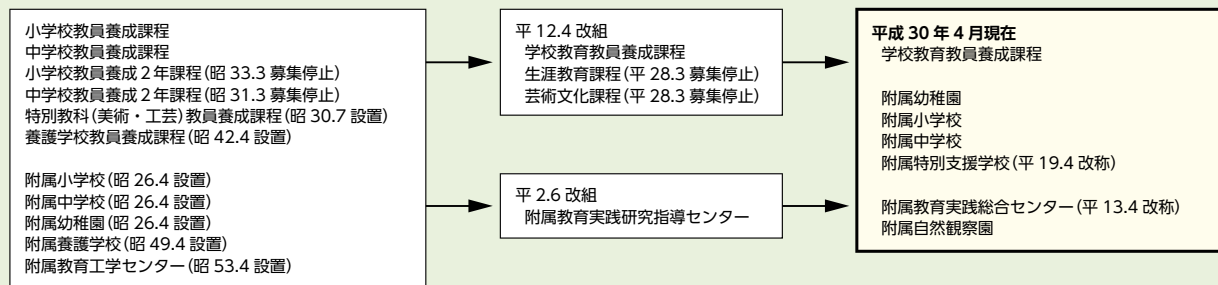 小学校教員養成課程
中学校教員養成課程
小学校教員養成２年課程(昭 33.3 募集停止)
中学校教員養成２年課程(昭 31.3 募集停止)
特別教科(美術・工芸)教員養成課程(昭 30.7 設置)
養護学校教員養成課程(昭 42.4 設置)
附属小学校(昭 26.4 設置)
附属中学校(昭 26.4 設置)
附属幼稚園(昭 26.4 設置)
附属養護学校(昭 49.4 設置)
附属教育工学センター(昭 53.4 設置)
平 12.4 改組
学校教育教員養成課程
生涯教育課程(平 28.3 募集停止)
芸術文化課程(平 28.3 募集停止)
平 2.6 改組
附属教育実践研究指導センター
平成 30 年 4 月現在
学校教育教員養成課程
附属幼稚園
附属小学校
附属中学校
附属特別支援学校(平 19.4 改称)
附属教育実践総合センター(平 13.4 改称)
附属自然観察園